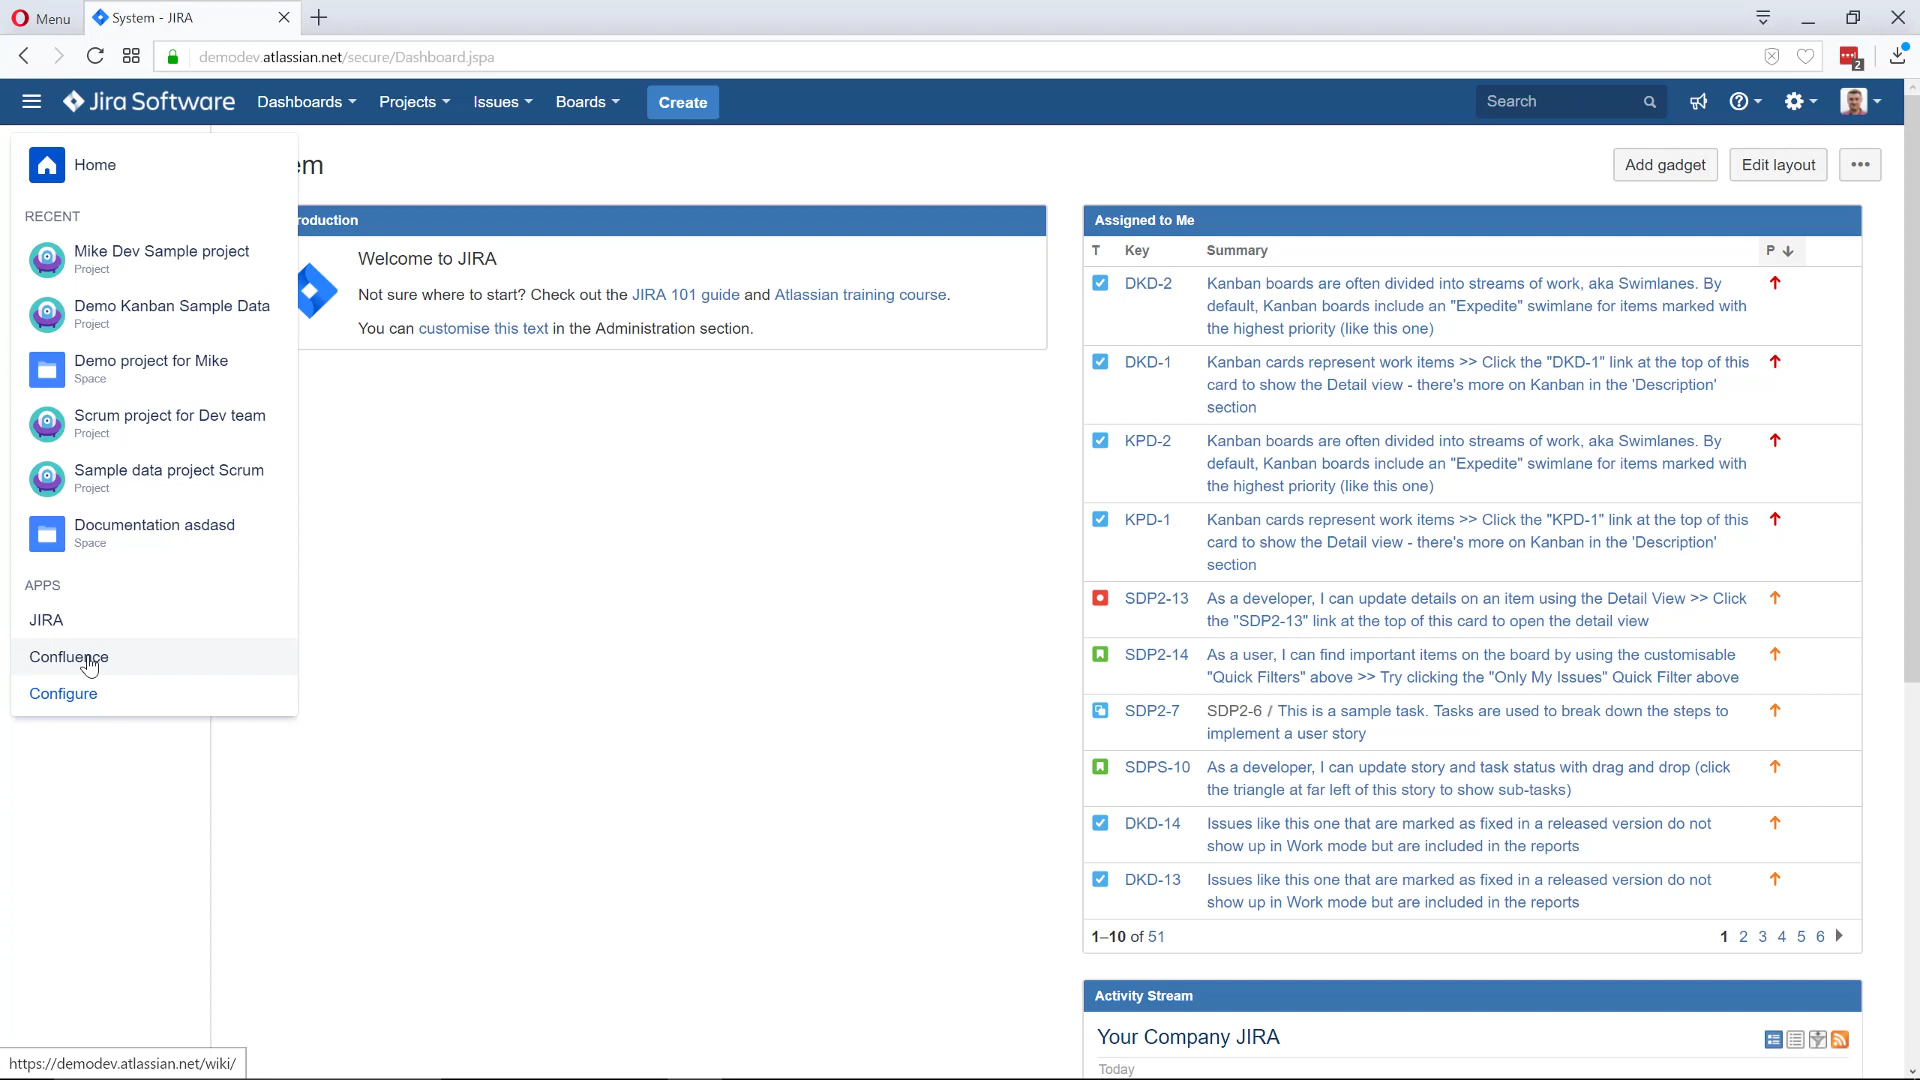 Menu
System - JIRA
demodev.atlassian.net/secure/Dashboard.jspa
2
Jira Software
Dashboards
Projects
Issues
Boards
Create
Search
Home
em
Add gadget
Edit layout
RECENT
Mike Dev Sample project
Project
Demo Kanban Sample Data
Project
Demo project for Mike
Space
Scrum project for Dev team
Project
Sample data project Scrum
Project
Documentation asdasd
Space
APPS
JIRA
Confluence
Configure
roduction
Welcome to JIRA
Not sure where to start? Check out the JIRA 101 guide and Atlassian training course.
You can customise this text in the Administration section.
Assigned to Me
T Key Summary P
DKD-2 Kanban boards are often divided into streams of work, aka Swimlanes. By
default, Kanban boards include an "Expedite" swimlane for items marked with
the highest priority (like this one)
DKD-1 Kanban cards represent work items >> Click the "DKD-1" link at the top of this
card to show the Detail view - there's more on Kanban in the 'Description'
section
KPD-2 Kanban boards are often divided into streams of work, aka Swimlanes. By
default, Kanban boards include an "Expedite" swimlane for items marked with
the highest priority (like this one)
KPD-1 Kanban cards represent work items >> Click the "KPD-1" link at the top of this
card to show the Detail view - there's more on Kanban in the 'Description'
section
SDP2-13 As a developer, I can update details on an item using the Detail View >> Click
the "SDP2-13" link at the top of this card to open the detail view
SDP2-14 As a user, I can find important items on the board by using the customisable
"Quick Filters" above >> Try clicking the "Only My Issues" Quick Filter above
SDP2-7 SDP2-6 / This is a sample task. Tasks are used to break down the steps to
implement a user story
SDPS-10 As a developer, I can update story and task status with drag and drop (click
the triangle at far left of this story to show sub-tasks)
DKD-14 Issues like this one that are marked as fixed in a released version do not
show up in Work mode but are included in the reports
DKD-13 Issues like this one that are marked as fixed in a released version do not
show up in Work mode but are included in the reports
1–10 of 51
1 2 3 4 5 6
Activity Stream
Your Company JIRA
Today
https://demodev.atlassian.net/wiki/